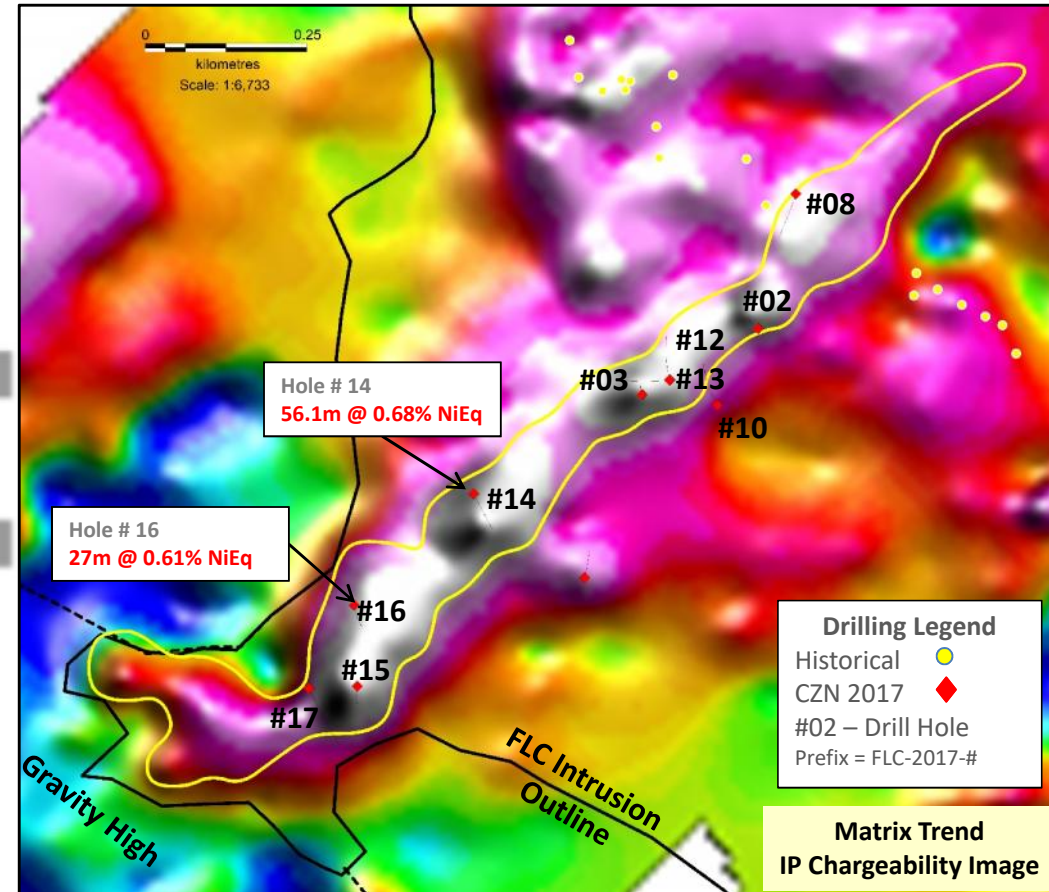 0 0.25
kilometres
Scale: 1:6,733
#08
#02
#12
#03
#13
#10
Hole # 14
56.1m @ 0.68% NiEq
#14
Hole # 16
27m @ 0.61% NiEq
#16
#15
#17
Gravity High
FLC Intrusion
Outline
Drilling Legend
Historical
CZN 2017
#02 – Drill Hole
Prefix = FLC-2017-#
Matrix Trend
IP Chargeability Image